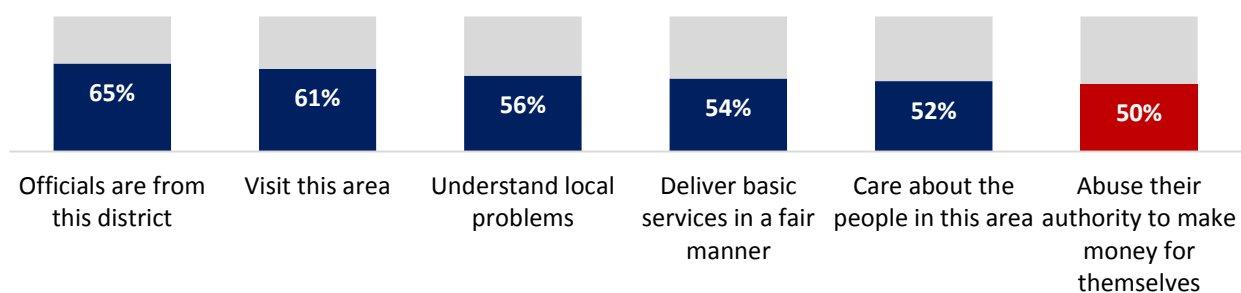 65%
61%
56%
54%
52%
50%
Officials are from
this district
Visit this area
Understand local
problems
Deliver basic
services in a fair
manner
Care about the
people in this area
Abuse their
authority to make
money for
themselves